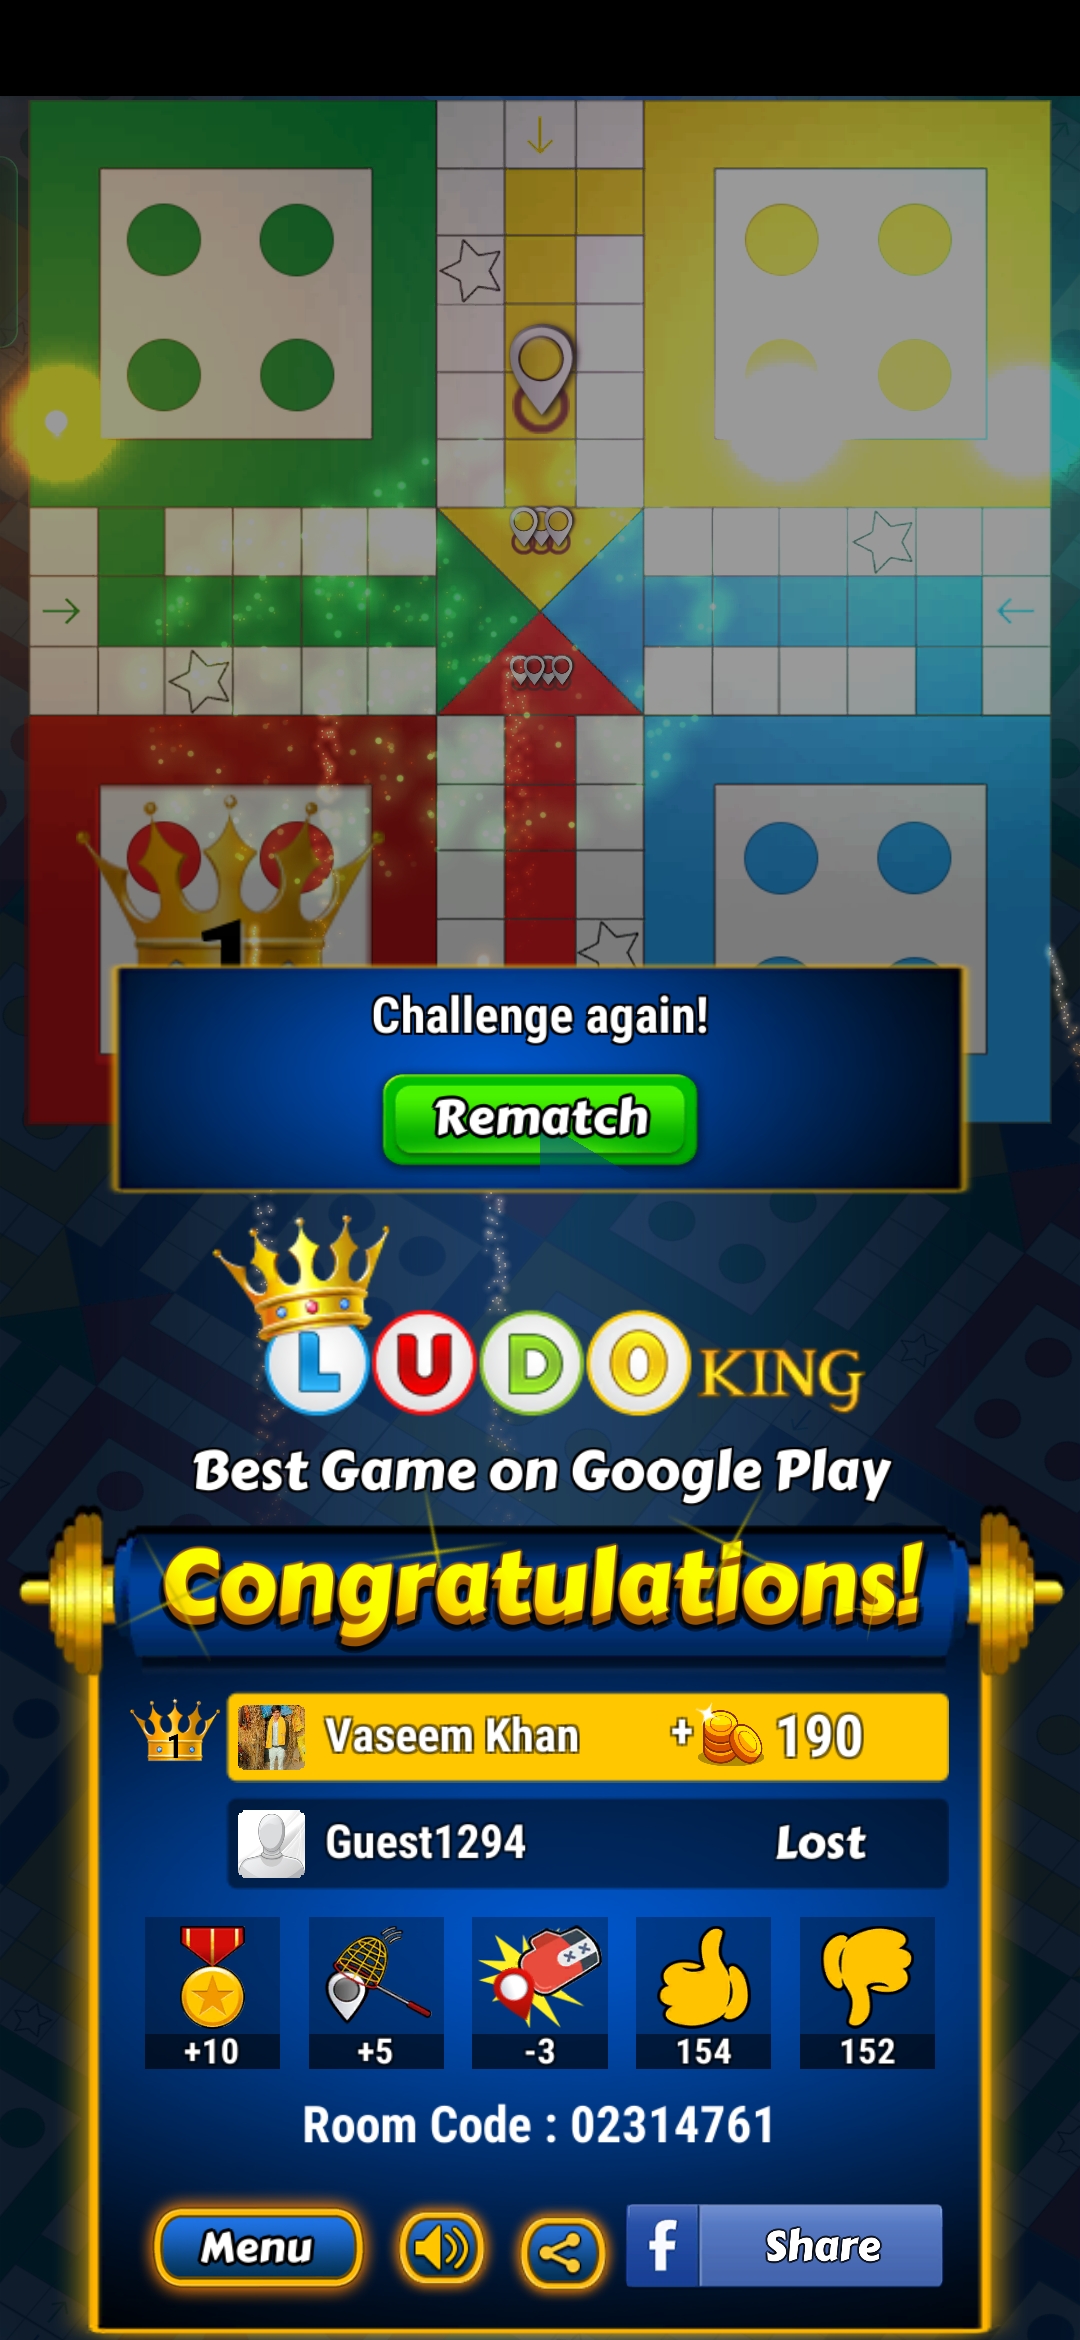 1
Challenge again!
Rematch
LUDO KING
Best Game on Google Play
Congratulations!
1 Vaseem Khan + 190
Guest1294 Lost
+10 +5 -3 154 152
Room Code : 02314761
Menu f Share